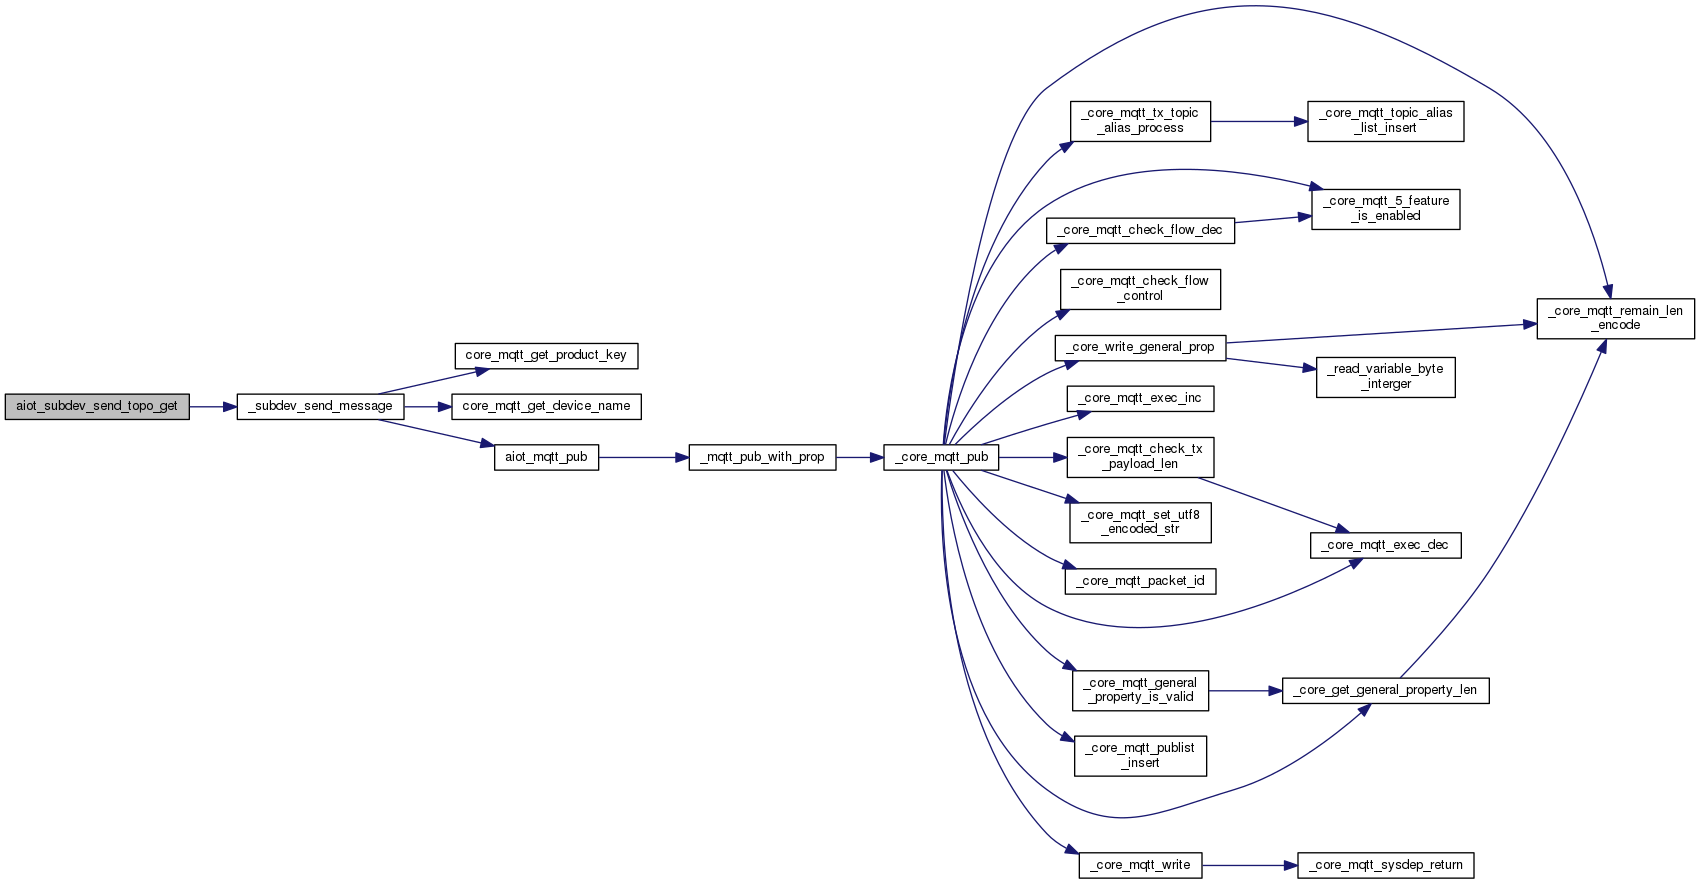 aiot_subdev_send_topo_get
_subdev_send_message
core_mqtt_get_product_key
core_mqtt_get_device_name
aiot_mqtt_pub
_mqtt_pub_with_prop
_core_mqtt_pub
_core_mqtt_tx_topic
_alias_process
_core_mqtt_topic_alias
_list_insert
_core_mqtt_5_feature
_is_enabled
_core_mqtt_check_flow_dec
_core_mqtt_check_flow
_control
_core_mqtt_remain_len
_encode
_core_write_general_prop
_read_variable_byte
_interger
_core_mqtt_exec_inc
_core_mqtt_check_tx
_payload_len
_core_mqtt_set_utf8
_encoded_str
_core_mqtt_exec_dec
_core_mqtt_packet_id
_core_mqtt_general
_property_is_valid
_core_get_general_property_len
_core_mqtt_publist
_insert
_core_mqtt_write
_core_mqtt_sysdep_return